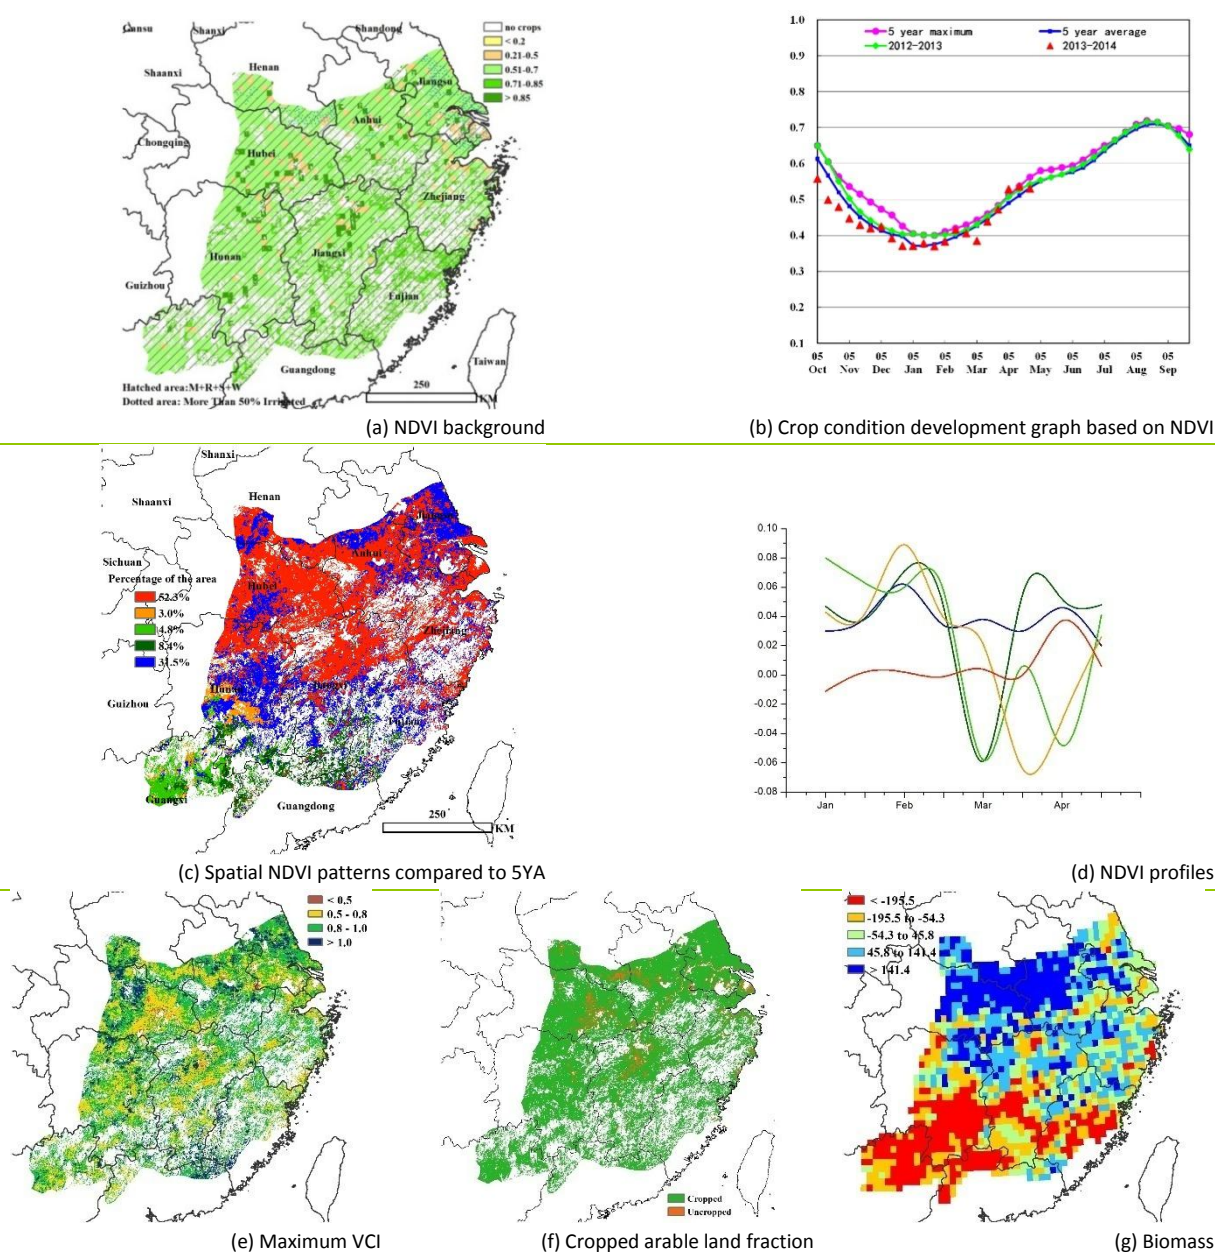 Gansu
Shanxi
Shandong
Shaanxi
Henan
Jiangsu
Anhui
Chongqing
Hubei
Zhejiang
Hunan
Jiangxi
Guizhou
Fujian
Guangdong
Taiwan
no crops
< 0.2
0.21-0.5
0.51-0.7
0.71-0.85
> 0.85
Hatched area:M+R+S+W
Dotted area: More Than 50% Irrigated
250
KM
(a) NDVI background
1.0
0.9
0.8
0.7
0.6
0.5
0.4
0.3
0.2
0.1
5 year maximum
5 year average
2012-2013
2013-2014
05 05 05 05 05 05 05 05 05 05 05 05
Oct Nov Dec Jan Feb Mar Apr May Jun Jul Aug Sep
(b) Crop condition development graph based on NDVI
Shanxi
Shaanxi
Henan
Jiangsu
Anhui
Sichuan
Percentage of the area
52.3%
3.0%
4.8%
8.4%
31.5%
Hubei
Zhejiang
Hunan
Jiangxi
Guizhou
Fujian
Guangxi
Guangdong
250
KM
(c) Spatial NDVI patterns compared to 5YA
0.10
0.08
0.06
0.04
0.02
0.00
-0.02
-0.04
-0.06
-0.08
Jan Feb Mar Apr
(d) NDVI profiles
< 0.5
0.5 - 0.8
0.8 - 1.0
> 1.0
(e) Maximum VCI
Cropped
Uncropped
(f) Cropped arable land fraction
< -195.5
-195.5 to -54.3
-54.3 to 45.8
45.8 to 141.4
> 141.4
(g) Biomass